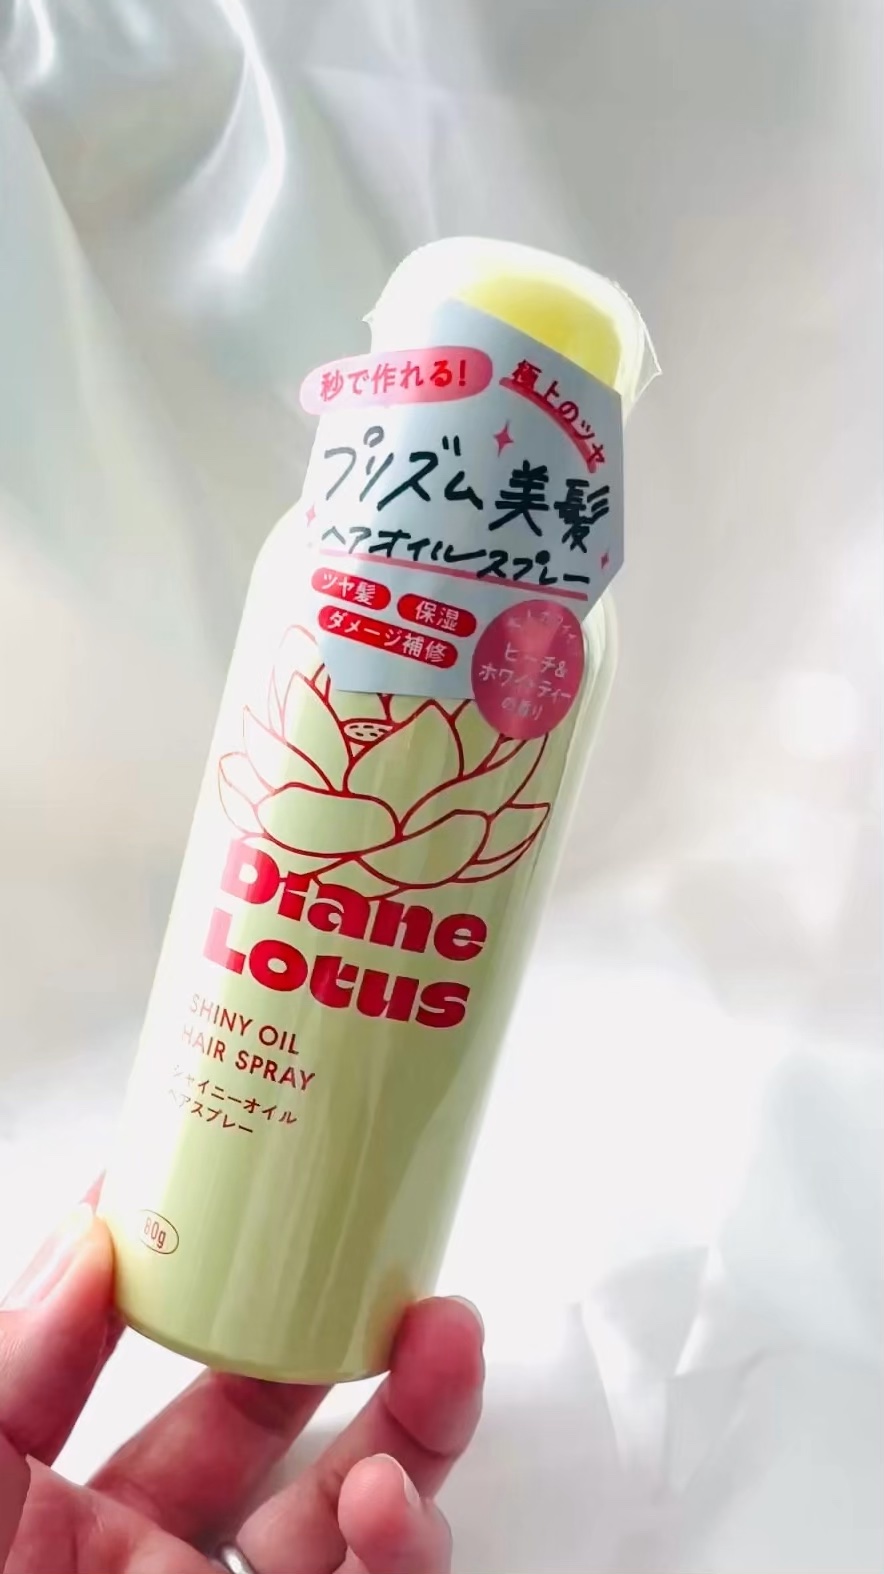 秒で作れる!
極上のツヤ
プリズム美髪
ヘアオイルスプレー
ツヤ髪
保湿
ダメージ補修
ピーチ&
ホワイトティー
の香り
Diane
Lotus
SHINY OIL
HAIR SPRAY
シャイニーオイル
ヘアスプレー
80g